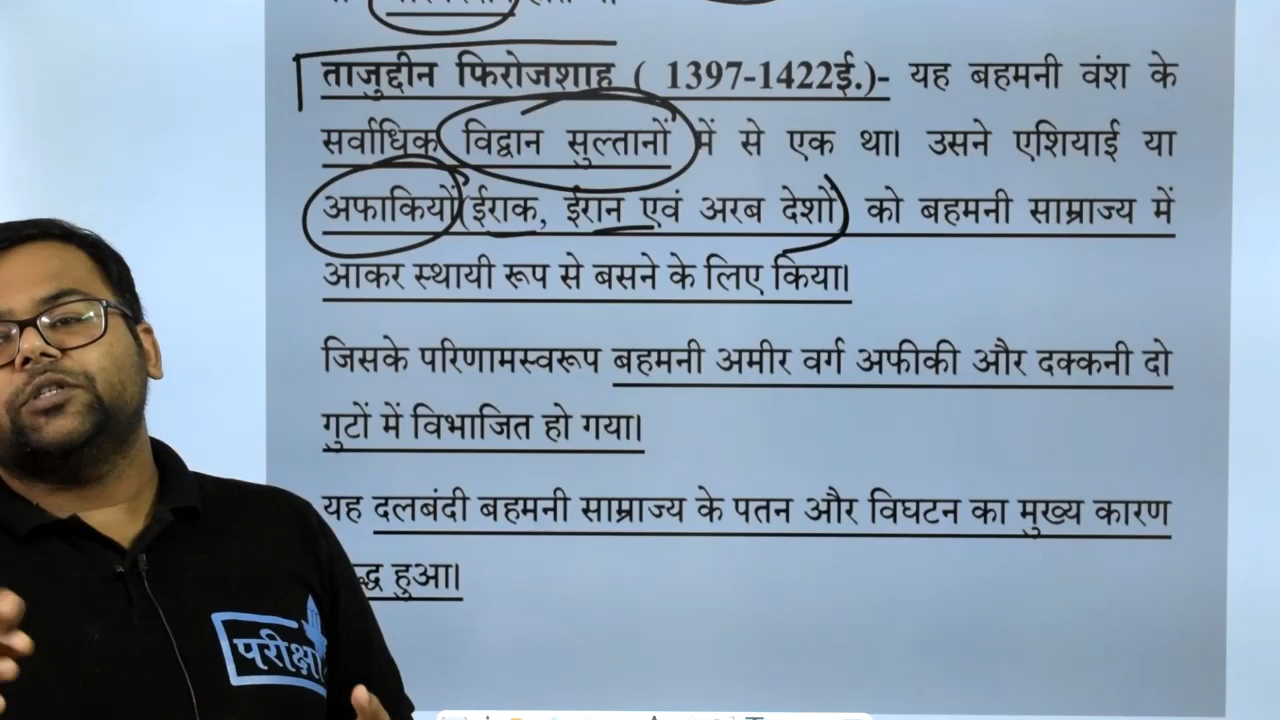 ताजुद्दीन फिरोजशाह ( 1397-1422ई.)- यह बहमनी वंश के
सर्वाधिक विद्वान सुल्तानों में से एक था। उसने एशियाई या
अफाकियों (ईराक, ईरान एवं अरब देशों) को बहमनी साम्राज्य में
आकर स्थायी रूप से बसने के लिए किया।
जिसके परिणामस्वरूप बहमनी अमीर वर्ग अफीकी और दक्कनी दो
गुटों में विभाजित हो गया।
यह दलबंदी बहमनी साम्राज्य के पतन और विघटन का मुख्य कारण
द्ध हुआ।
परीक्षा